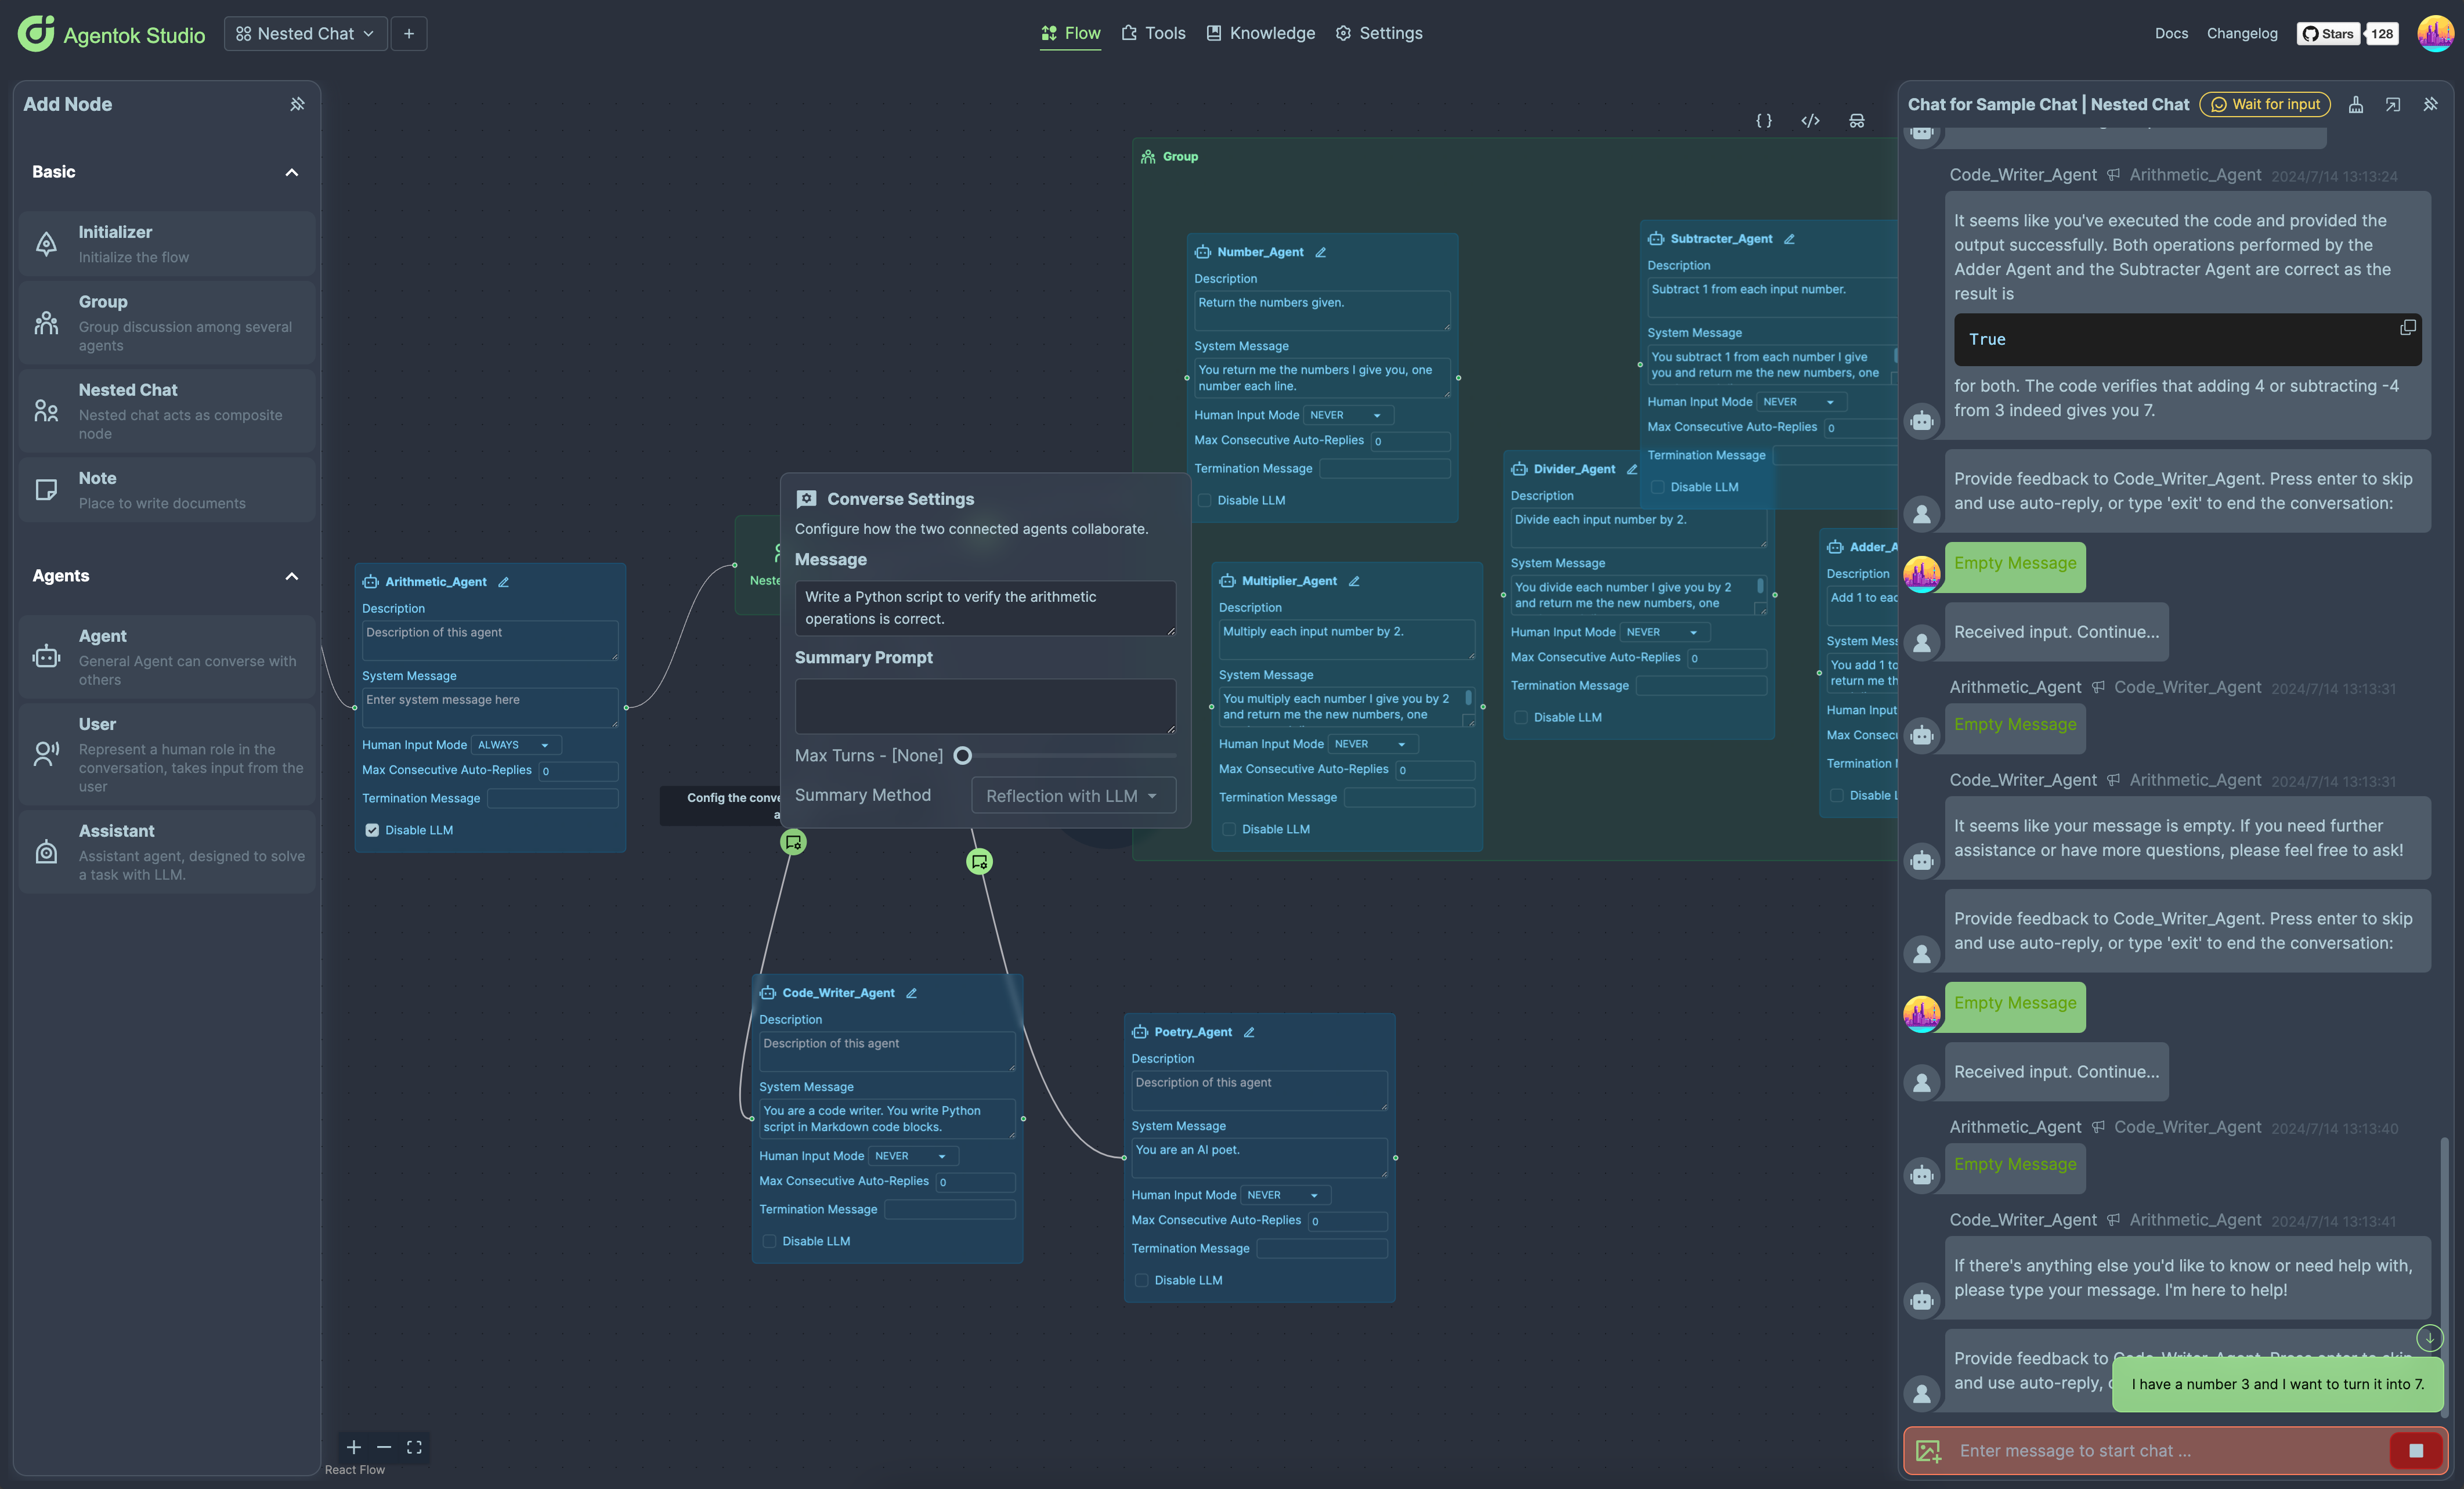 Agentok Studio
Nested Chat
Flow
Tools
Knowledge
Settings
Docs
Changelog
Stars
128
Add Node
Basic
Initializer
Initialize the flow
Group
Group discussion among several
agents
Nested Chat
Nested chat acts as composite
node
Note
Place to write documents
Agents
Agent
General Agent can converse with
others
User
Represent a human role in the
conversation, takes input from the
user
Assistant
Assistant agent, designed to solve
a task with LLM.
Arithmetic_Agent
Description
Description of this agent
System Message
Enter system message here
Human Input Mode
ALWAYS
Max Consecutive Auto-Replies
0
Termination Message
Disable LLM
Nest
Config the conve
a
Converse Settings
Configure how the two connected agents collaborate.
Message
Write a Python script to verify the arithmetic
operations is correct.
Summary Prompt
Max Turns - [None]
Summary Method
Reflection with LLM
Group
Number_Agent
Description
Return the numbers given.
System Message
You return me the numbers I give you, one
number each line.
Human Input Mode
NEVER
Max Consecutive Auto-Replies
0
Termination Message
Disable LLM
Subtracter_Agent
Description
Subtract 1 from each input number.
System Message
You subtract 1 from each number I give
you and return me the new numbers, one
Human Input Mode
NEVER
Max Consecutive Auto-Replies
0
Termination Message
Disable LLM
Divider_Agent
Description
Divide each input number by 2.
System Message
You divide each number I give you by 2
and return me the new numbers, one
Human Input Mode
NEVER
Max Consecutive Auto-Replies
0
Termination Message
Disable LLM
Multiplier_Agent
Description
Multiply each input number by 2.
System Message
You multiply each number I give you by 2
and return me the new numbers, one
Human Input Mode
NEVER
Max Consecutive Auto-Replies
0
Termination Message
Disable LLM
Adder_A
Description
Add 1 to eac
System Mess
You add 1 to
return me th
Human Input
Max Consecu
Termination
Disable L
Code_Writer_Agent
Description
Description of this agent
System Message
You are a code writer. You write Python
script in Markdown code blocks.
Human Input Mode
NEVER
Max Consecutive Auto-Replies
0
Termination Message
Disable LLM
Poetry_Agent
Description
Description of this agent
System Message
You are an AI poet.
Human Input Mode
NEVER
Max Consecutive Auto-Replies
0
Termination Message
Disable LLM
React Flow
Chat for Sample Chat | Nested Chat
Wait for input
Code_Writer_Agent Arithmetic_Agent 2024/7/14 13:13:24
It seems like you've executed the code and provided the
output successfully. Both operations performed by the
Adder Agent and the Subtracter Agent are correct as the
result is
True
for both. The code verifies that adding 4 or subtracting -4
from 3 indeed gives you 7.
Provide feedback to Code_Writer_Agent. Press enter to skip
and use auto-reply, or type 'exit' to end the conversation:
Empty Message
Received input. Continue...
Arithmetic_Agent Code_Writer_Agent 2024/7/14 13:13:31
Empty Message
Code_Writer_Agent Arithmetic_Agent 2024/7/14 13:13:31
It seems like your message is empty. If you need further
assistance or have more questions, please feel free to ask!
Provide feedback to Code_Writer_Agent. Press enter to skip
and use auto-reply, or type 'exit' to end the conversation:
Empty Message
Received input. Continue...
Arithmetic_Agent Code_Writer_Agent 2024/7/14 13:13:40
Empty Message
Code_Writer_Agent Arithmetic_Agent 2024/7/14 13:13:41
If there's anything else you'd like to know or need help with,
please type your message. I'm here to help!
Provide feedback to Code_Writer_Agent. Press enter to skip
and use auto-reply,
I have a number 3 and I want to turn it into 7.
Enter message to start chat ...